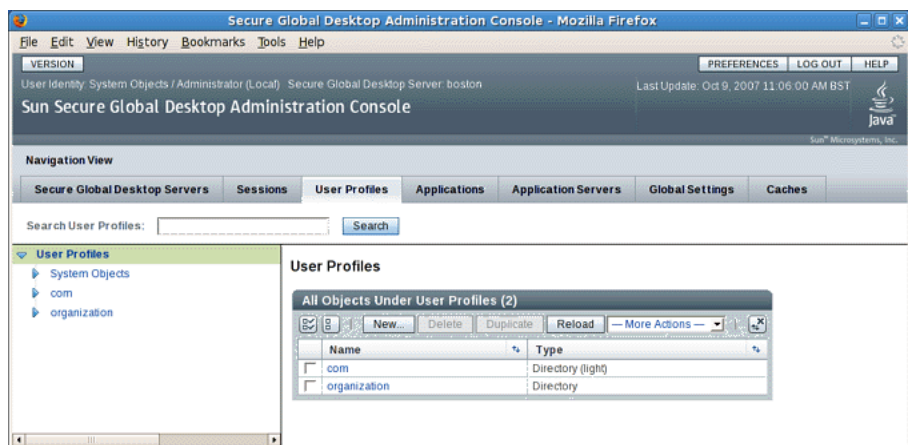 Secure Global Desktop Administration Console - Mozilla Firefox
File Edit View History Bookmarks Tools Help
VERSION PREFERENCES LOG OUT HELP
User Identity: System Objects / Administrator (Local) Secure Global Desktop Server: boston Last Update: Oct 9, 2007 11:06:00 AM BST
Sun Secure Global Desktop Administration Console
Java
Sun™ Microsystems, Inc.
Navigation View
Secure Global Desktop Servers Sessions User Profiles Applications Application Servers Global Settings Caches
Search User Profiles: Search
User Profiles
System Objects
com
organization
User Profiles
All Objects Under User Profiles (2)
New... Delete Duplicate Reload — More Actions —
Name Type
com Directory (light)
organization Directory